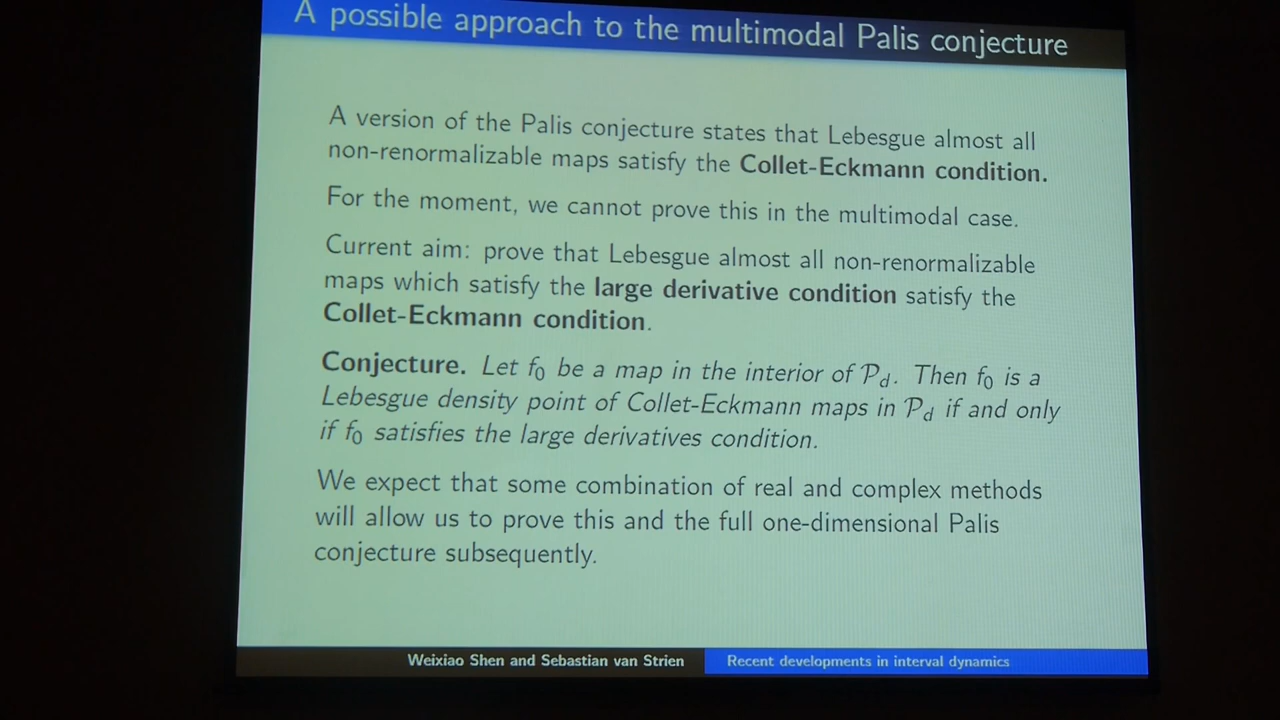 A possible approach to the multimodal Palis conjecture
A version of the Palis conjecture states that Lebesgue almost all
non-renormalizable maps satisfy the Collet-Eckmann condition.
For the moment, we cannot prove this in the multimodal case.
Current aim: prove that Lebesgue almost all non-renormalizable
maps which satisfy the large derivative condition satisfy the
Collet-Eckmann condition.
Conjecture. Let f₀ be a map in the interior of 𝒫_d. Then f₀ is a
Lebesgue density point of Collet-Eckmann maps in 𝒫_d if and only
if f₀ satisfies the large derivatives condition.
We expect that some combination of real and complex methods
will allow us to prove this and the full one-dimensional Palis
conjecture subsequently.
Weixiao Shen and Sebastian van Strien
Recent developments in interval dynamics